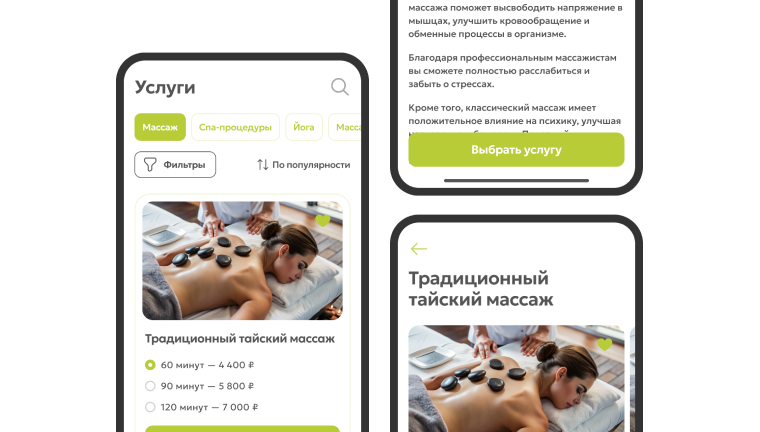 Услуги
Массаж
Спа-процедуры
Йога
Масса
Фильтры
По популярности
Традиционный тайский массаж
60 минут — 4 400 ₽
90 минут — 5 800 ₽
120 минут — 7 000 ₽
массажа поможет высвободить напряжение в
мышцах, улучшить кровообращение и
обменные процессы в организме.
Благодаря профессиональным массажистам
вы сможете полностью расслабиться и
забыть о стрессах.
Кроме того, классический массаж имеет
положительное влияние на психику, улучшая
Выбрать услугу
Традиционный
тайский массаж